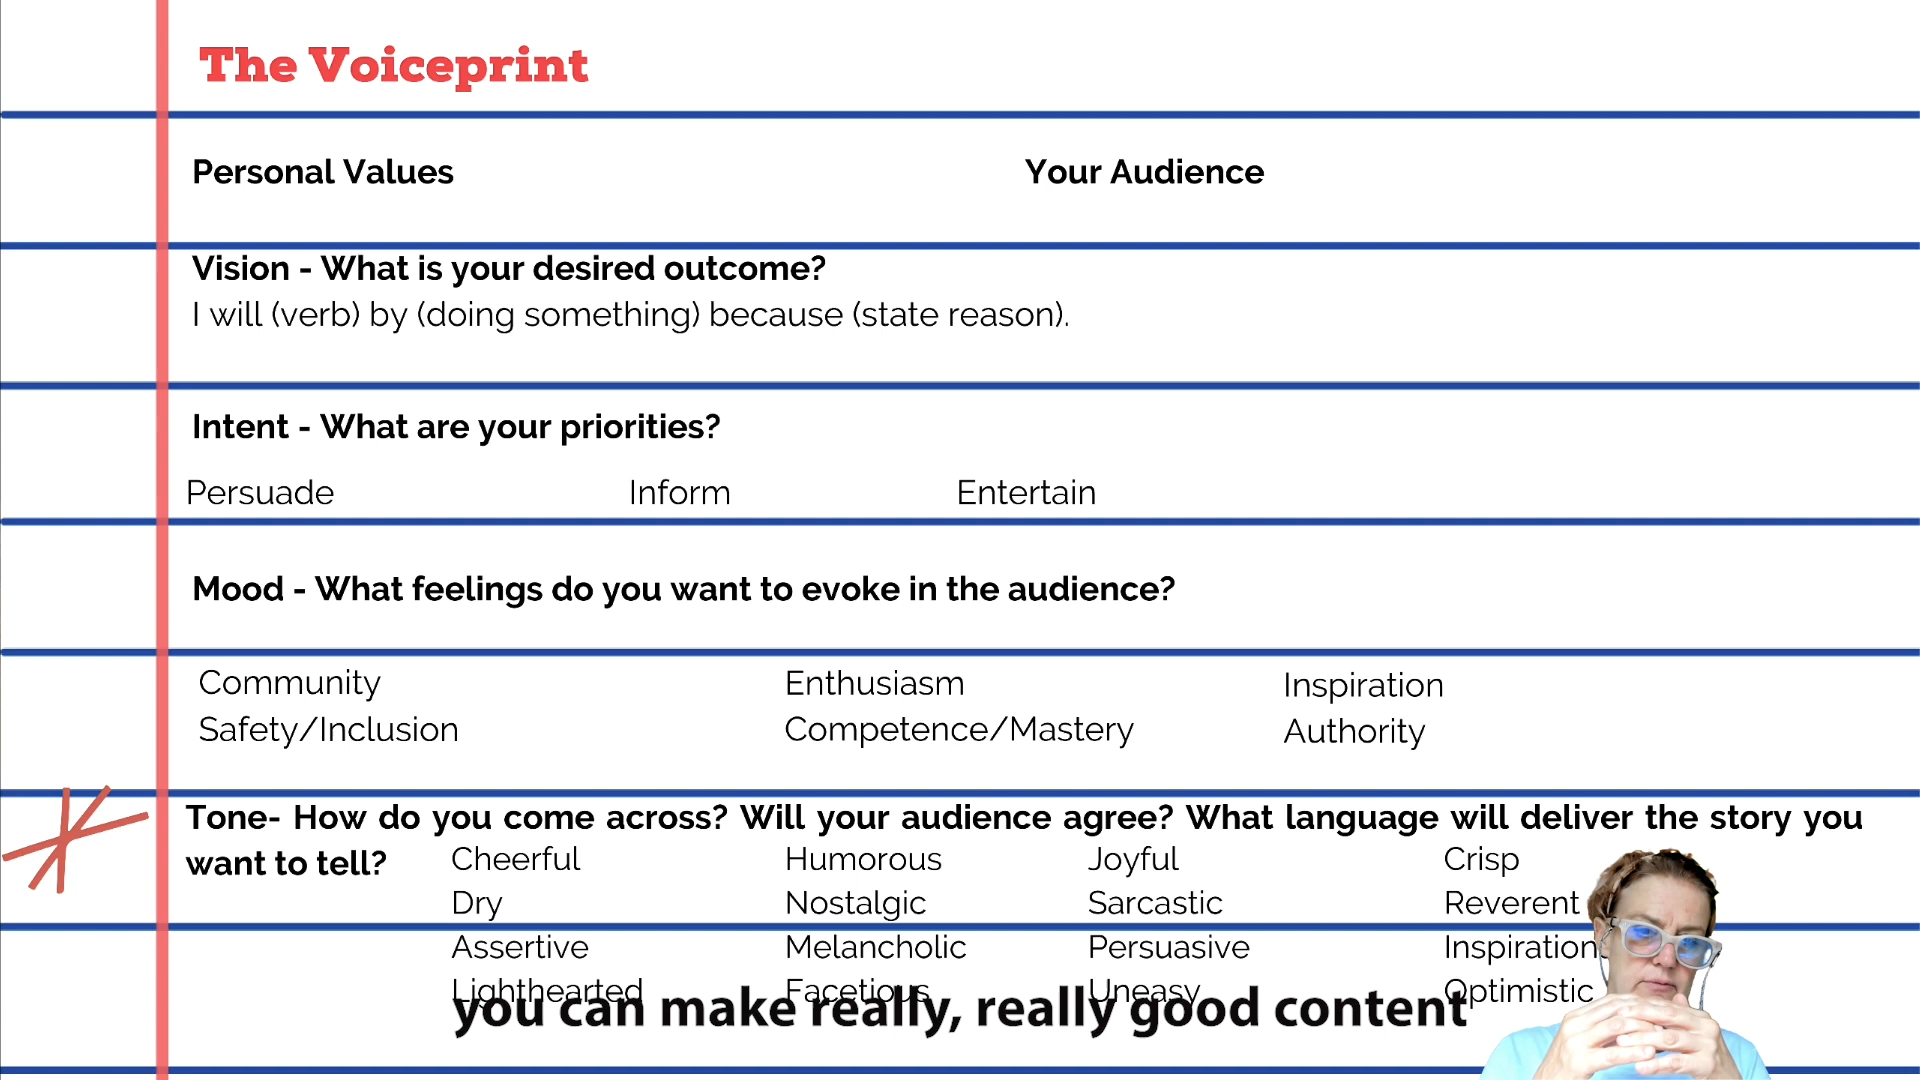 The Voiceprint
Personal Values
Your Audience
Vision - What is your desired outcome?
I will (verb) by (doing something) because (state reason).
Intent - What are your priorities?
Persuade Inform Entertain
Mood - What feelings do you want to evoke in the audience?
Community Enthusiasm Inspiration
Safety/Inclusion Competence/Mastery Authority
Tone- How do you come across? Will your audience agree? What language will deliver the story you
want to tell?
Cheerful Humorous Joyful Crisp
Dry Nostalgic Sarcastic Reverent
Assertive Melancholic Persuasive Inspiration
Lighthearted Facetious Uneasy Optimistic
you can make really, really good content